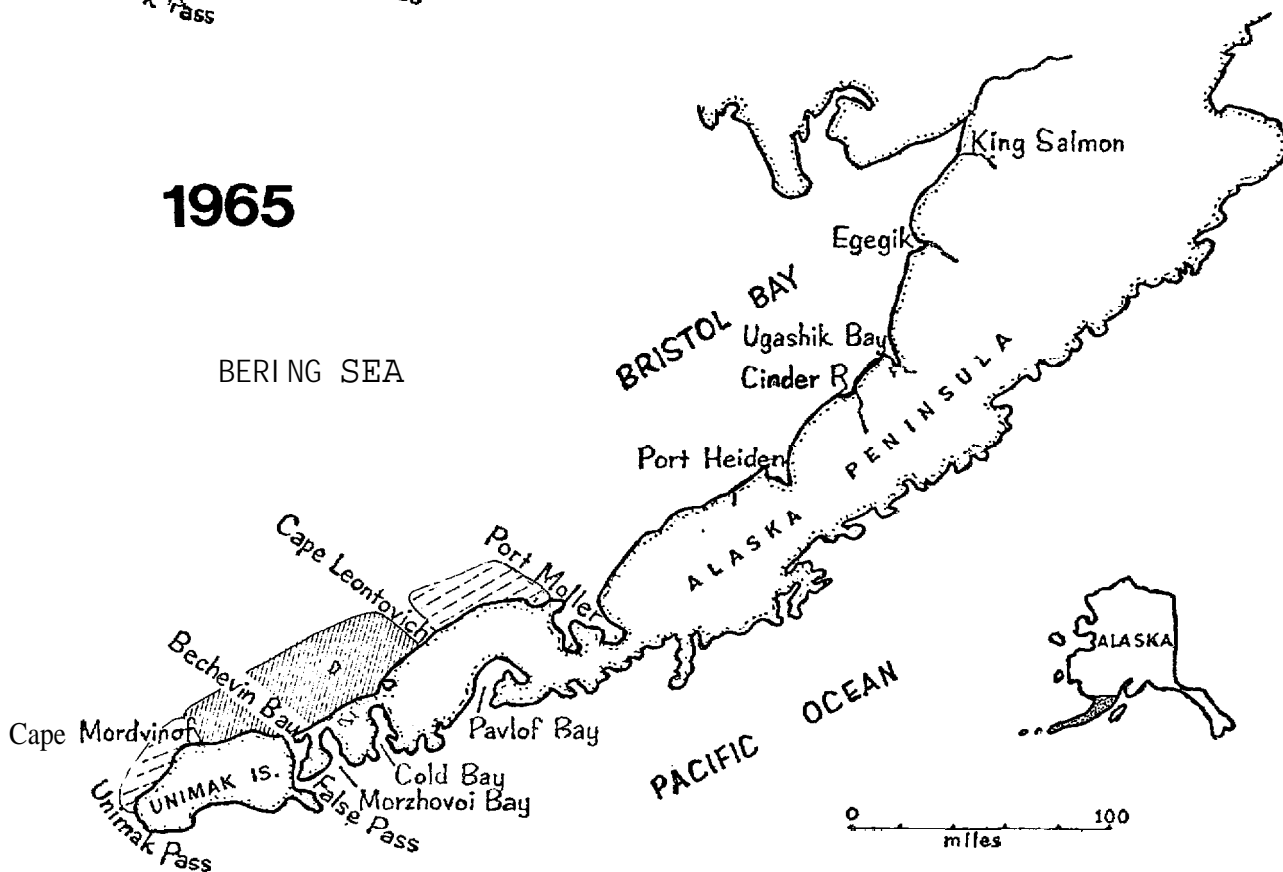 Pass
1965
BERING SEA
BRISTOL BAY
King Salmon
Egegik
Ugashik Bay
Cinder R
Port Heiden
ALASKA PENINSULA
Port Moller
Cape Leontovich
Bechevin Bay
Cape Mordvinof
UNIMAK IS.
Unimak Pass
False Pass
Morzhovoi Bay
Cold Bay
Pavlof Bay
PACIFIC OCEAN
ALASKA
0 100
miles